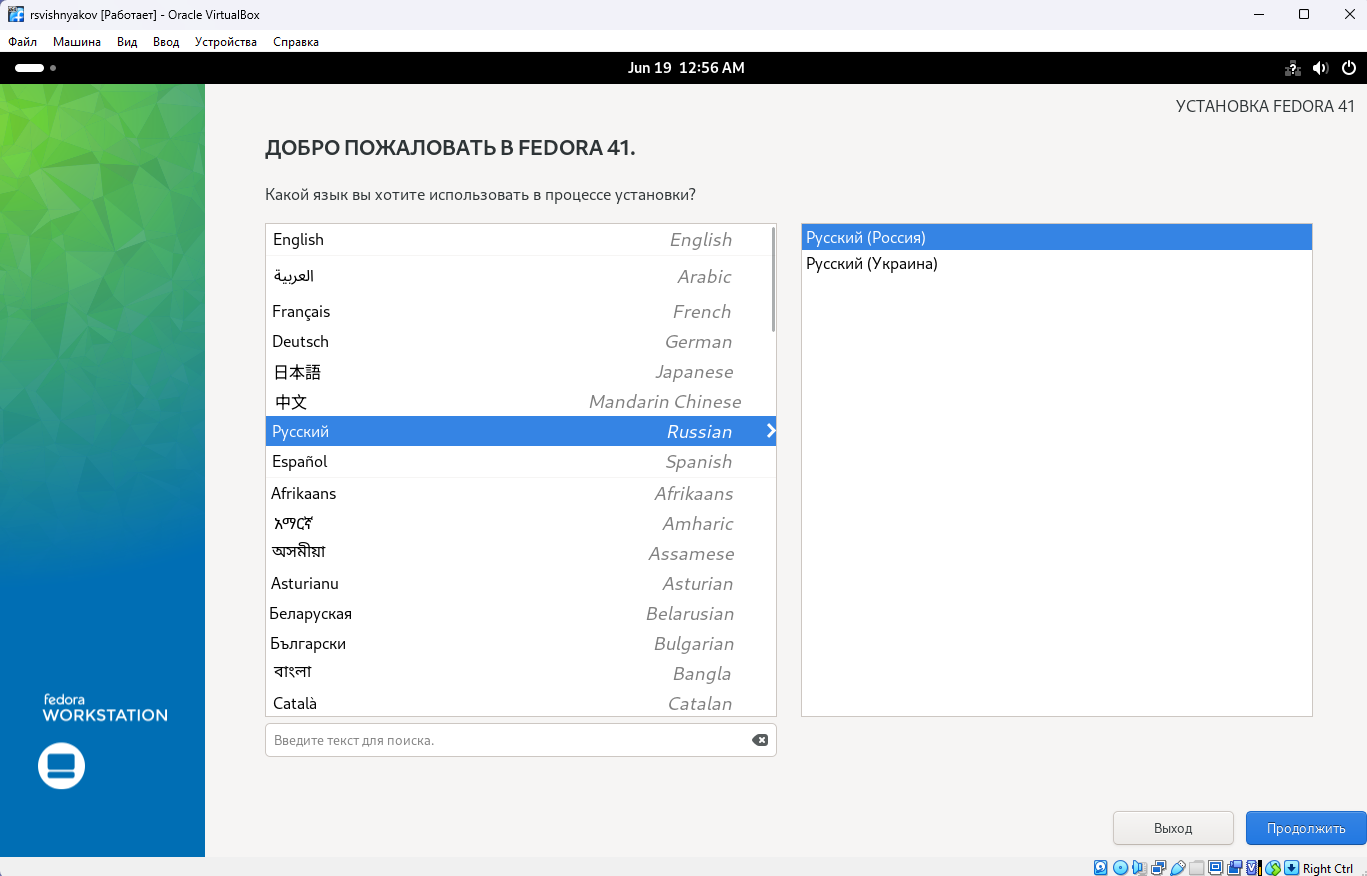 rsvishnyakov [Работает] - Oracle VirtualBox
Файл Машина Вид Ввод Устройства Справка
Jun 19 12:56 AM
УСТАНОВКА FEDORA 41
ДОБРО ПОЖАЛОВАТЬ В FEDORA 41.
Какой язык вы хотите использовать в процессе установки?
English English
العربية Arabic
Français French
Deutsch German
日本語 Japanese
中文 Mandarin Chinese
Русский Russian
Español Spanish
Afrikaans Afrikaans
አማርኛ Amharic
অসমীয়া Assamese
Asturianu Asturian
Беларуская Belarusian
Български Bulgarian
বাংলা Bangla
Català Catalan
Русский (Россия)
Русский (Украина)
Введите текст для поиска.
fedora
WORKSTATION
Выход Продолжить
Right Ctrl